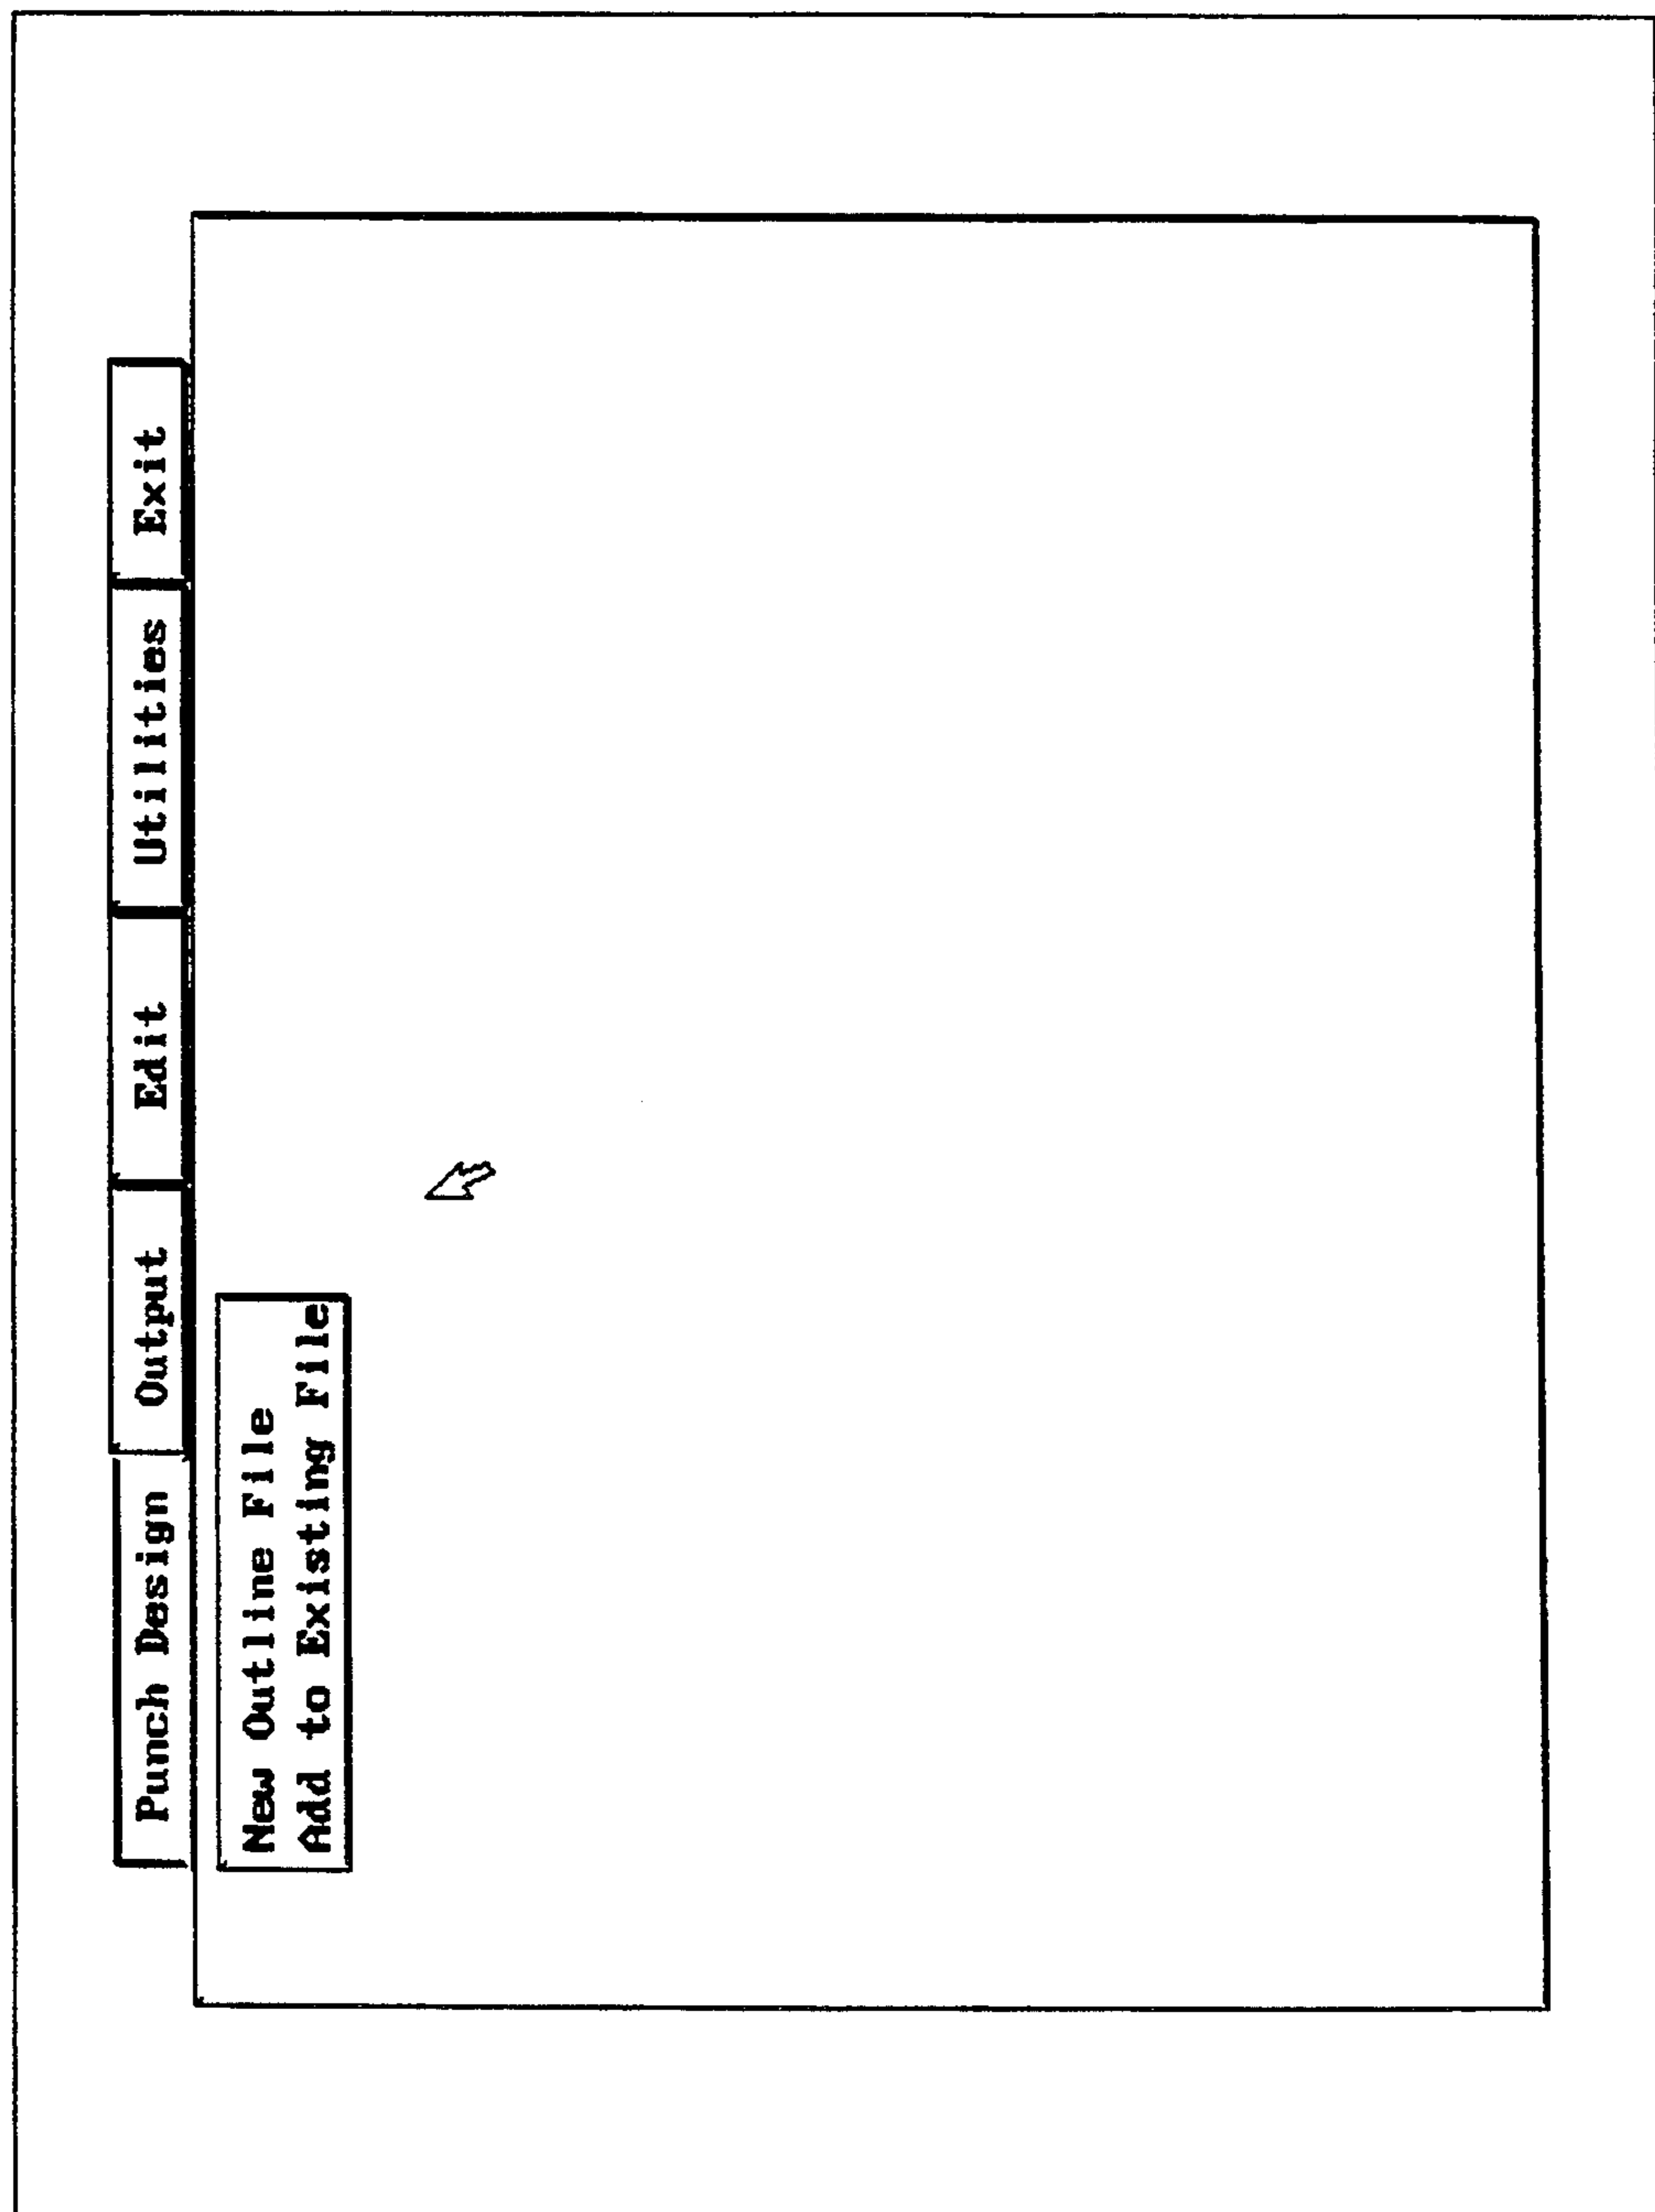 Punch Design Output Edit Utilities Exit
New Outline File
Add to Existing File